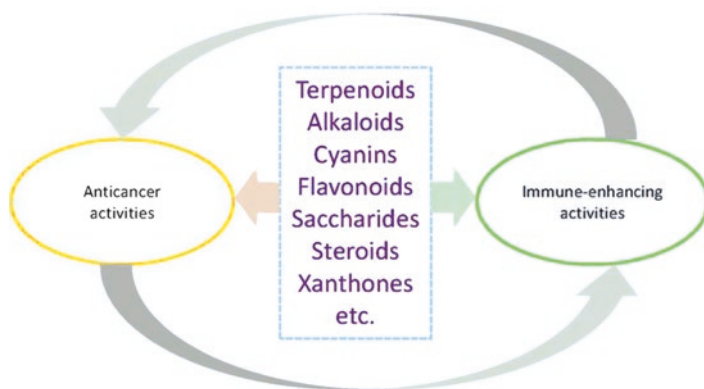 Terpenoids
Alkaloids
Cyanins
Flavonoids
Saccharides
Steroids
Xanthones
etc.
Anticancer
activities
Immune-enhancing
activities